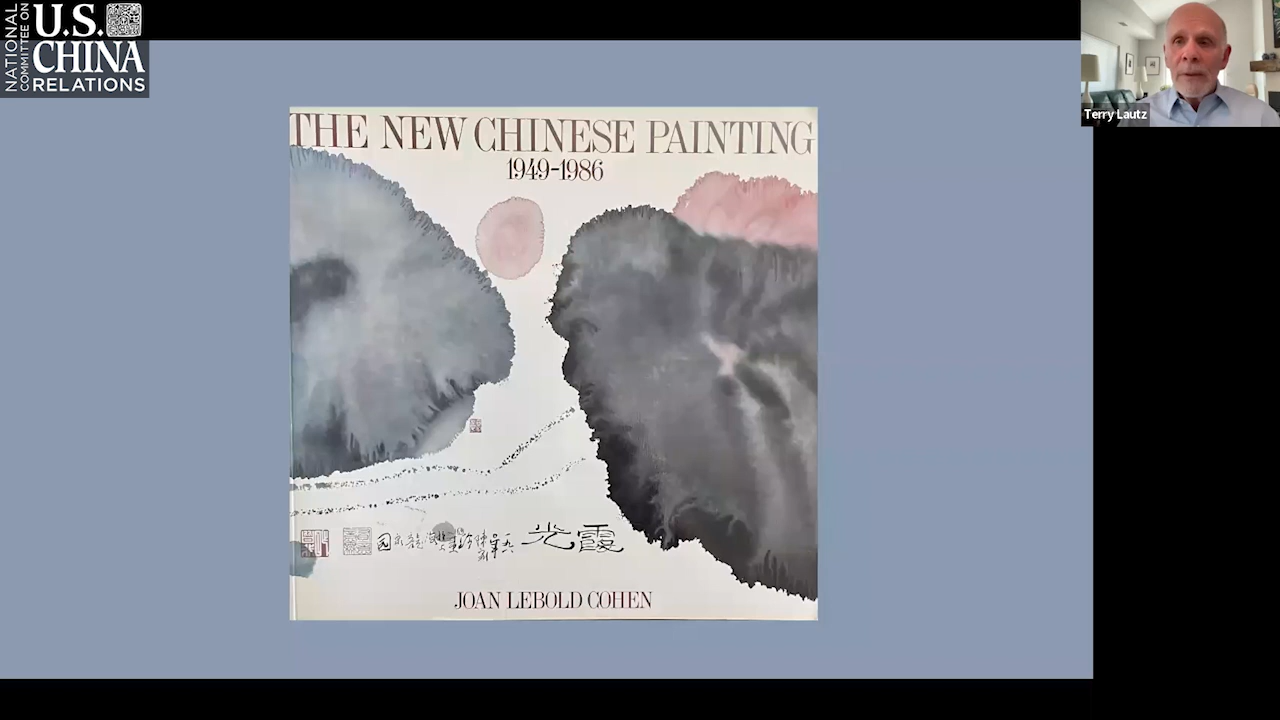 NATIONAL
COMMITTEE ON
U.S.
CHINA
RELATIONS
Terry Lautz
THE NEW CHINESE PAINTING
1949-1986
霞光
JOAN LEBOLD COHEN